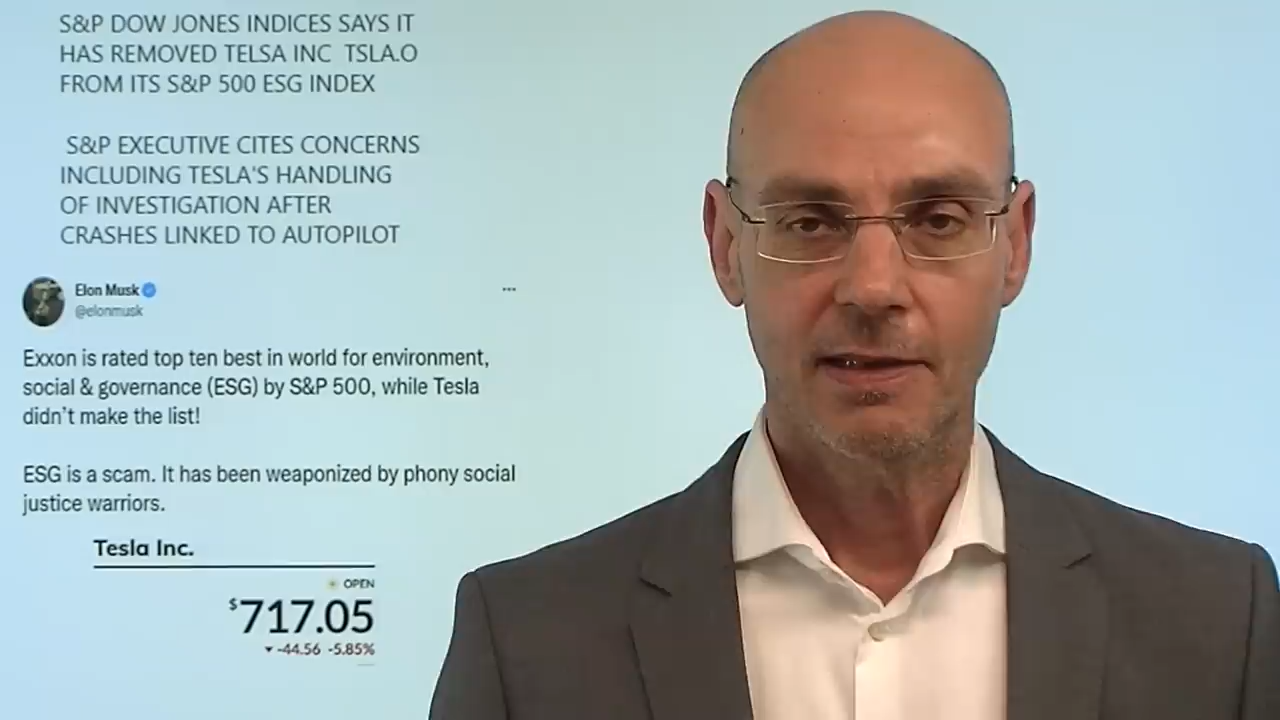 S&P DOW JONES INDICES SAYS IT
HAS REMOVED TELSA INC TSLA.O
FROM ITS S&P 500 ESG INDEX
S&P EXECUTIVE CITES CONCERNS
INCLUDING TESLA'S HANDLING
OF INVESTIGATION AFTER
CRASHES LINKED TO AUTOPILOT
Elon Musk
@elonmusk
Exxon is rated top ten best in world for environment,
social & governance (ESG) by S&P 500, while Tesla
didn't make the list!
ESG is a scam. It has been weaponized by phony social
justice warriors.
Tesla Inc.
OPEN
$717.05
▼ -44.56 -5.85%